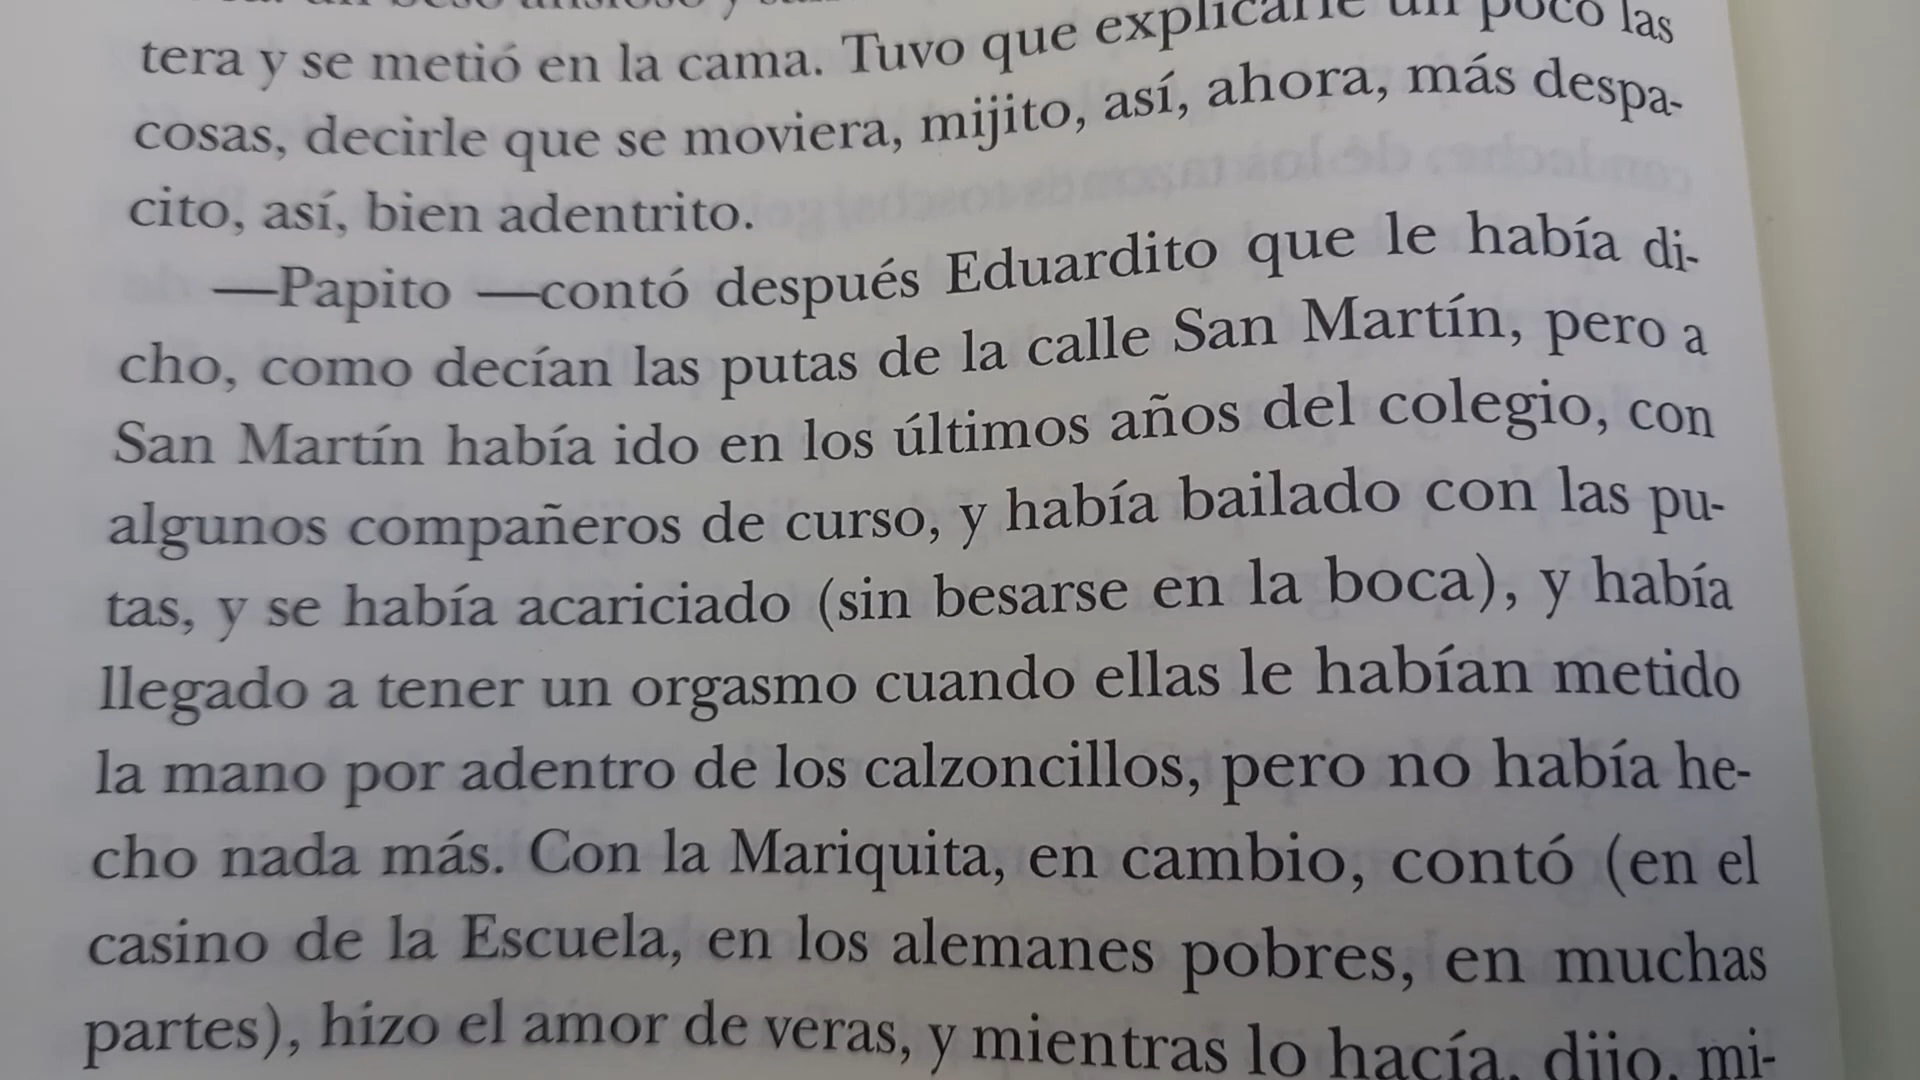 tera y se metió en la cama. Tuvo que explicarle un poco las
cosas, decirle que se moviera, mijito, así, ahora, más despa-
cito, así, bien adentrito.
—Papito —contó después Eduardito que le había di-
cho, como decían las putas de la calle San Martín, pero a
San Martín había ido en los últimos años del colegio, con
algunos compañeros de curso, y había bailado con las pu-
tas, y se había acariciado (sin besarse en la boca), y había
llegado a tener un orgasmo cuando ellas le habían metido
la mano por adentro de los calzoncillos, pero no había he-
cho nada más. Con la Mariquita, en cambio, contó (en el
casino de la Escuela, en los alemanes pobres, en muchas
partes), hizo el amor de veras, y mientras lo hacía, dijo, mi-